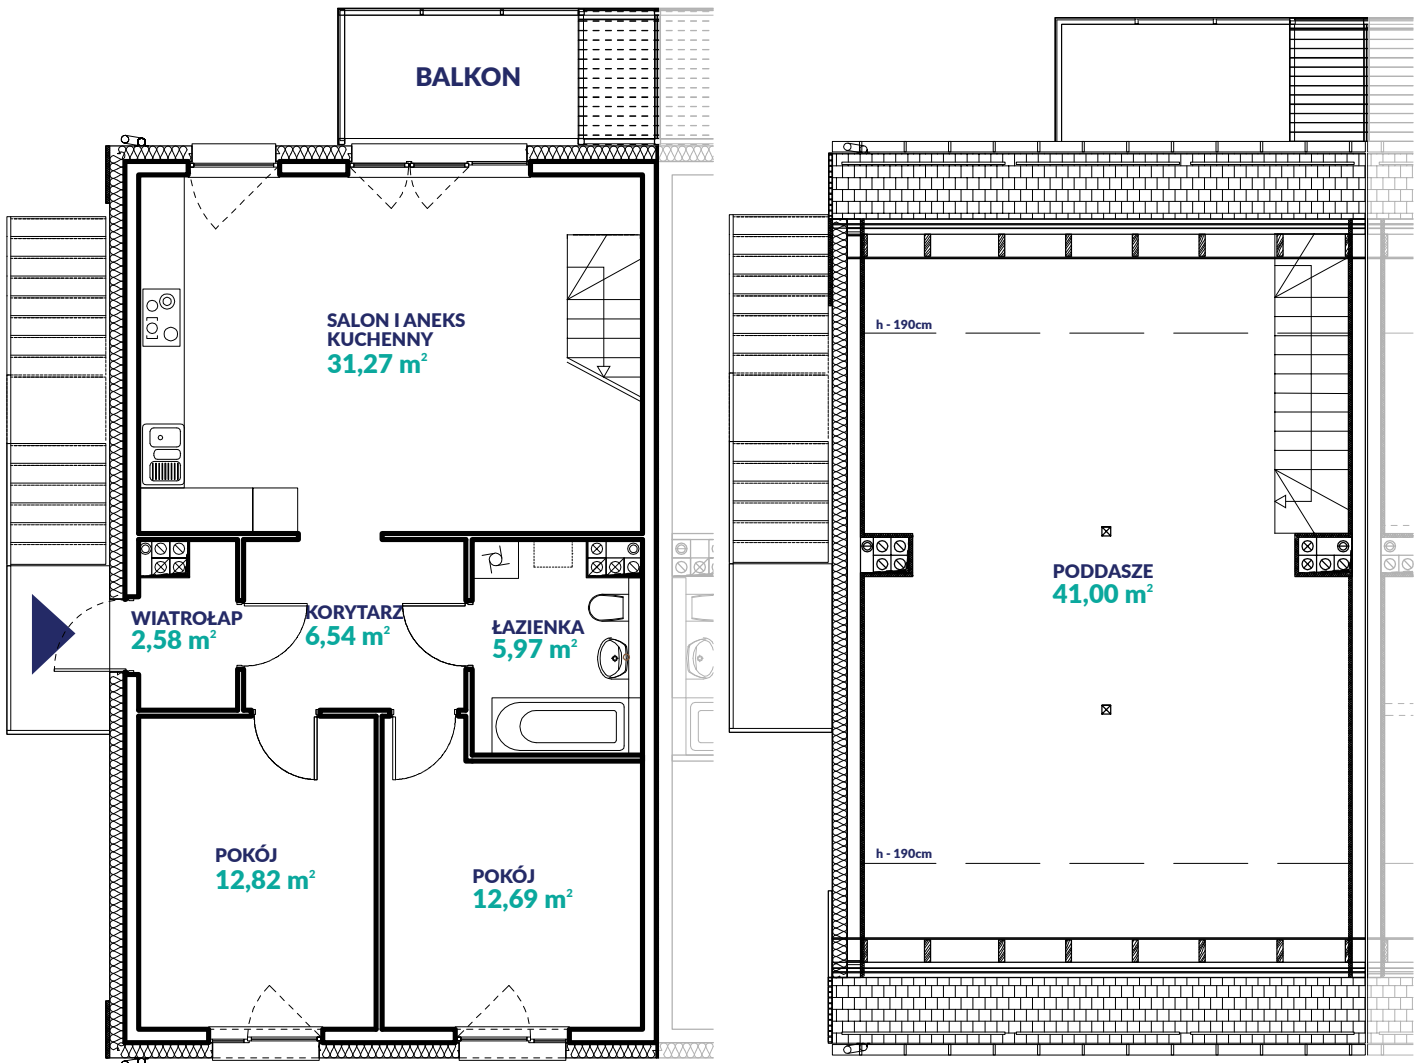 BALKON
SALON I ANEKS
KUCHENNY
31,27 m²
WIATROŁAP
2,58 m²
KORYTARZ
6,54 m²
ŁAZIENKA
5,97 m²
POKÓJ
12,82 m²
POKÓJ
12,69 m²
h - 190cm
PODDASZE
41,00 m²
h - 190cm